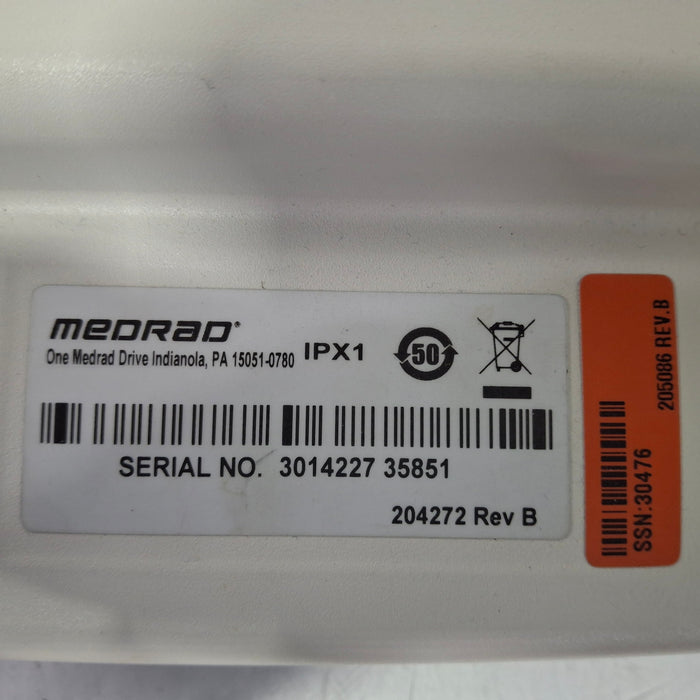 MEDRAD®
One Medrad Drive Indianola, PA 15051-0780
IPX1
50
SERIAL NO. 3014227 35851
204272 Rev B
205086 REV.B
SSN:30476